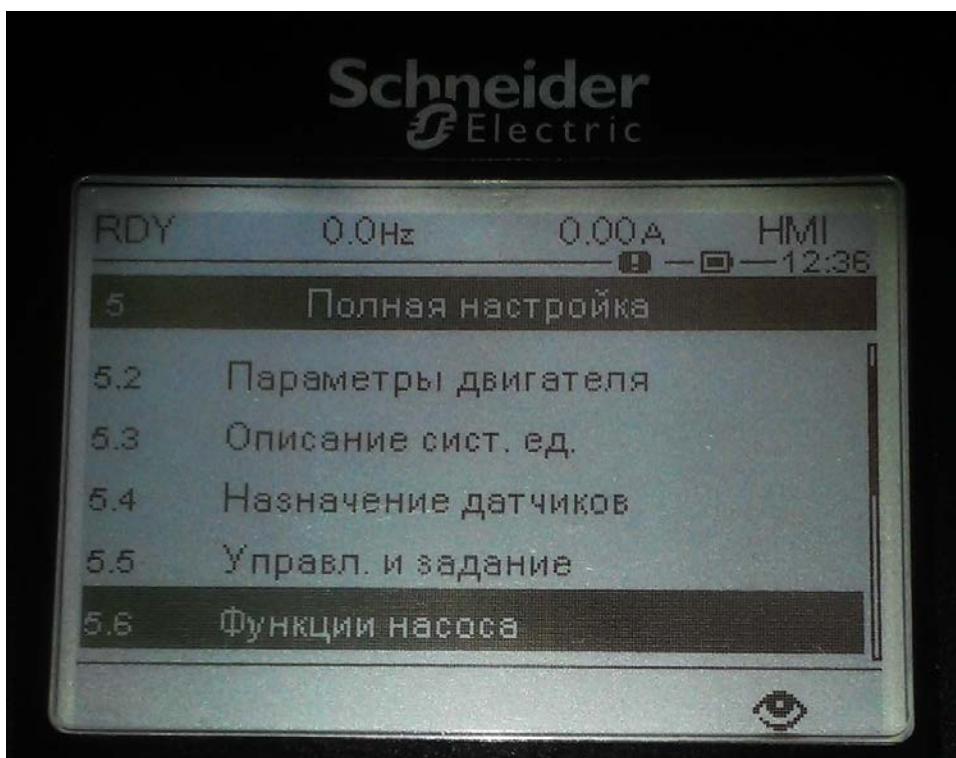 Schneider
Electric
RDY 0.0Hz 0.00A HMI
12:36
5 Полная настройка
5.2 Параметры двигателя
5.3 Описание сист. ед.
5.4 Назначение датчиков
5.5 Управл. и задание
5.6 Функции насоса